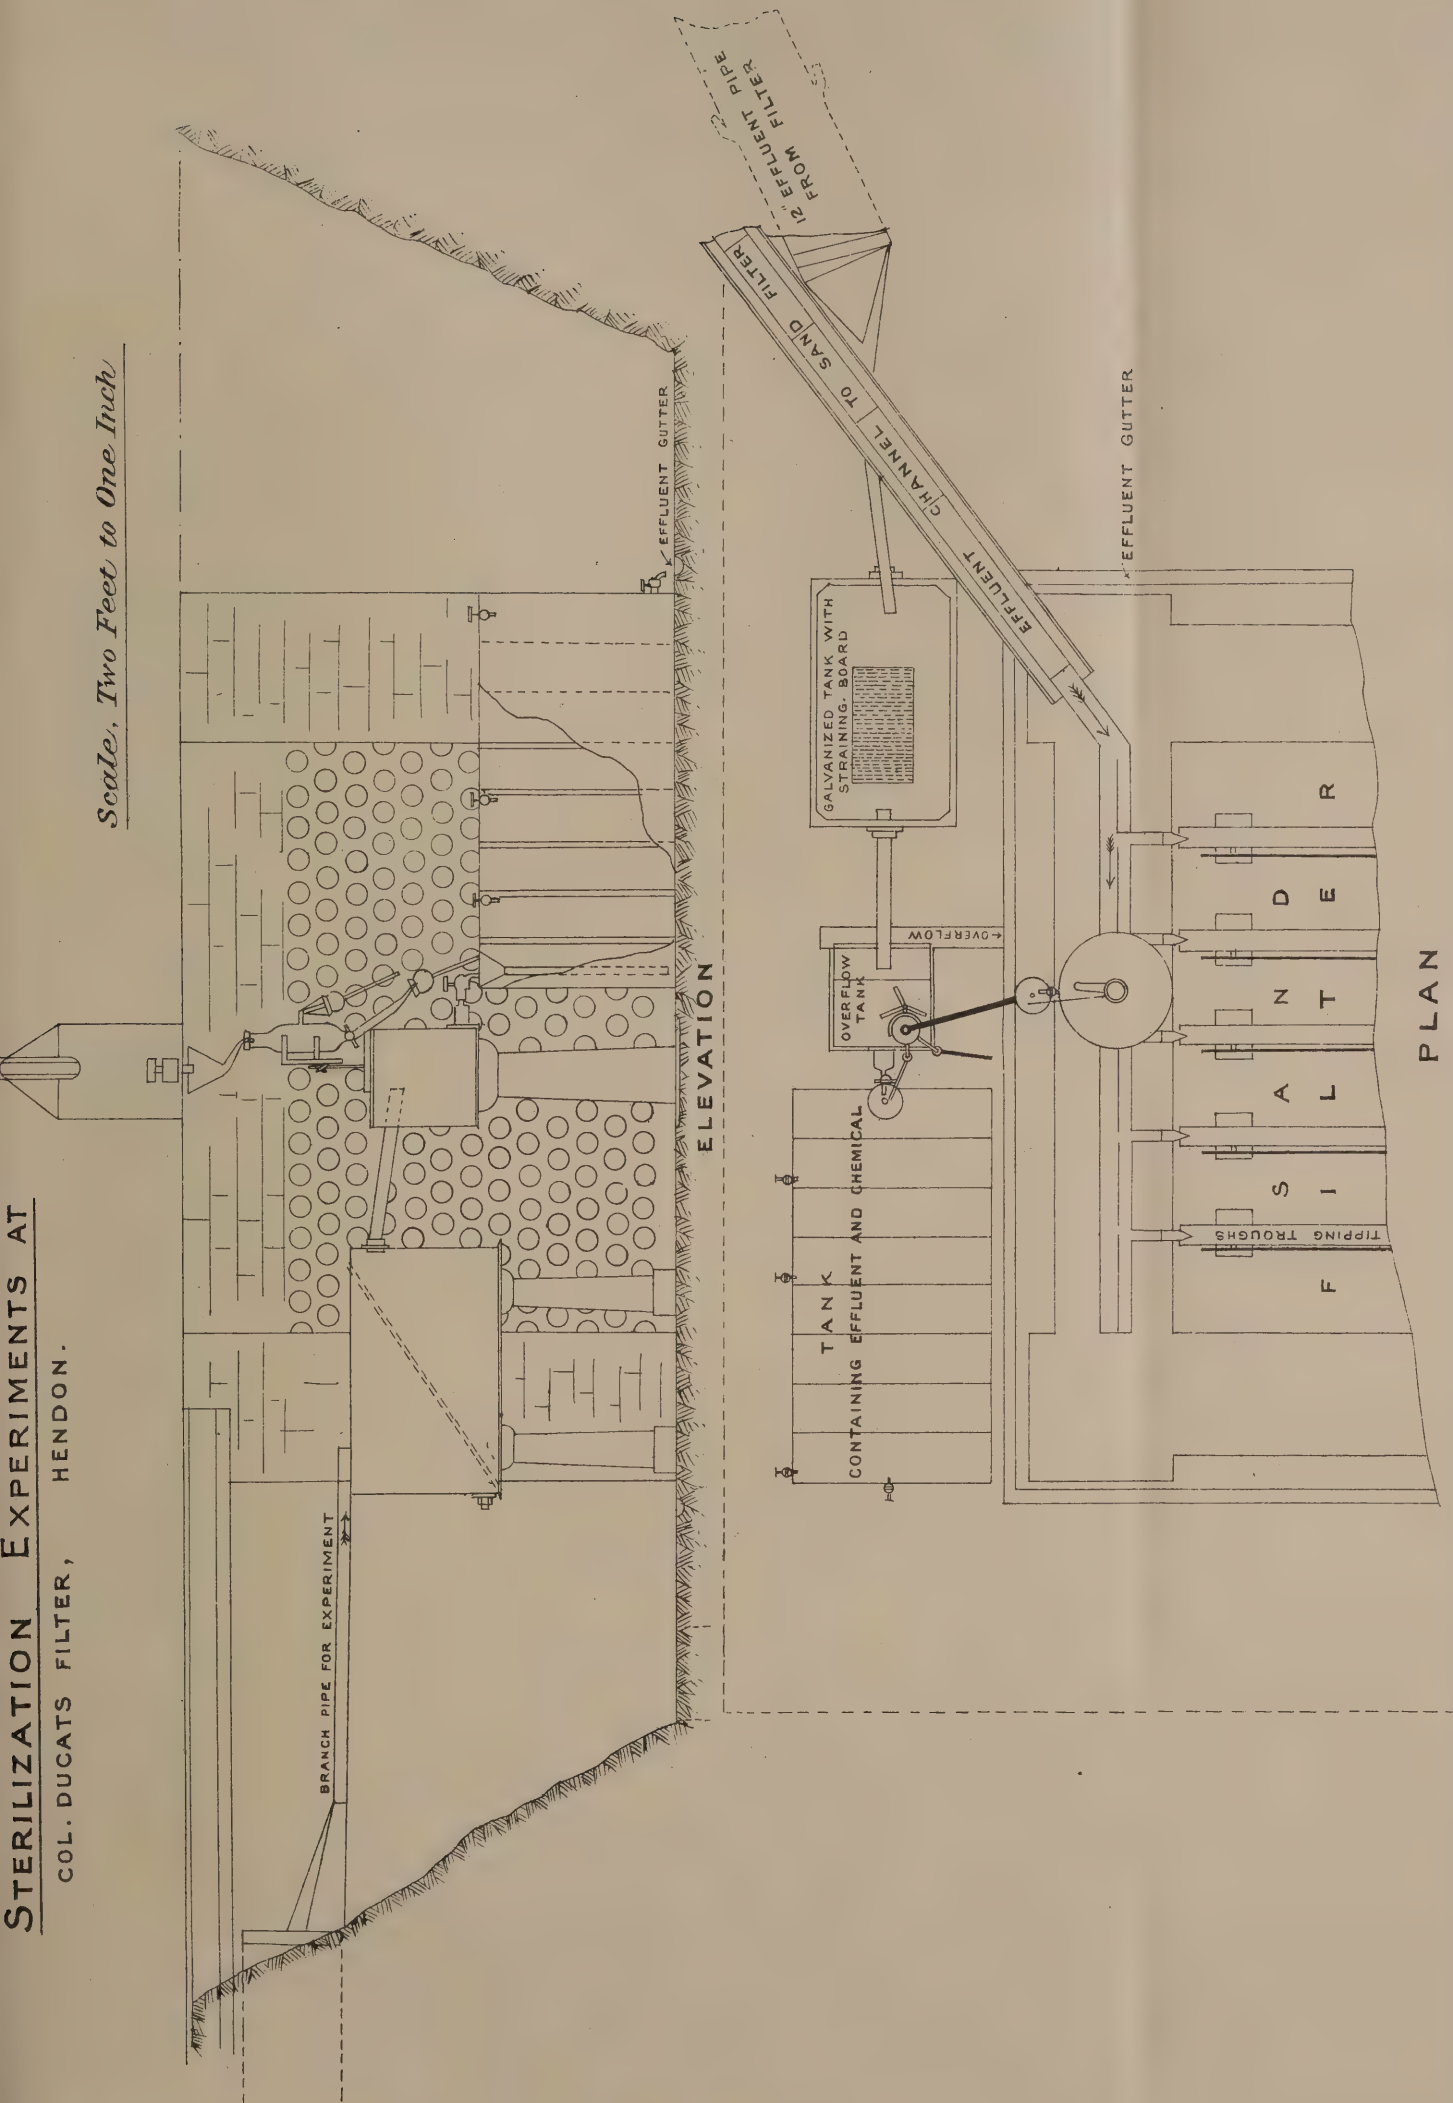 STERILIZATION EXPERIMENTS AT
COL. DUCATS FILTER, HENDON.
Scale, Two Feet to One Inch
BRANCH PIPE FOR EXPERIMENT
EFFLUENT GUTTER
ELEVATION
12" EFFLUENT PIPE
FROM FILTER
EFFLUENT CHANNEL TO SAND FILTER
GALVANIZED TANK WITH
STRAINING-BOARD
OVERFLOW
TANK
OVERFLOW
TANK
CONTAINING EFFLUENT AND CHEMICAL
EFFLUENT GUTTER
TIPPING TROUGHS
SAND
FILTER
PLAN